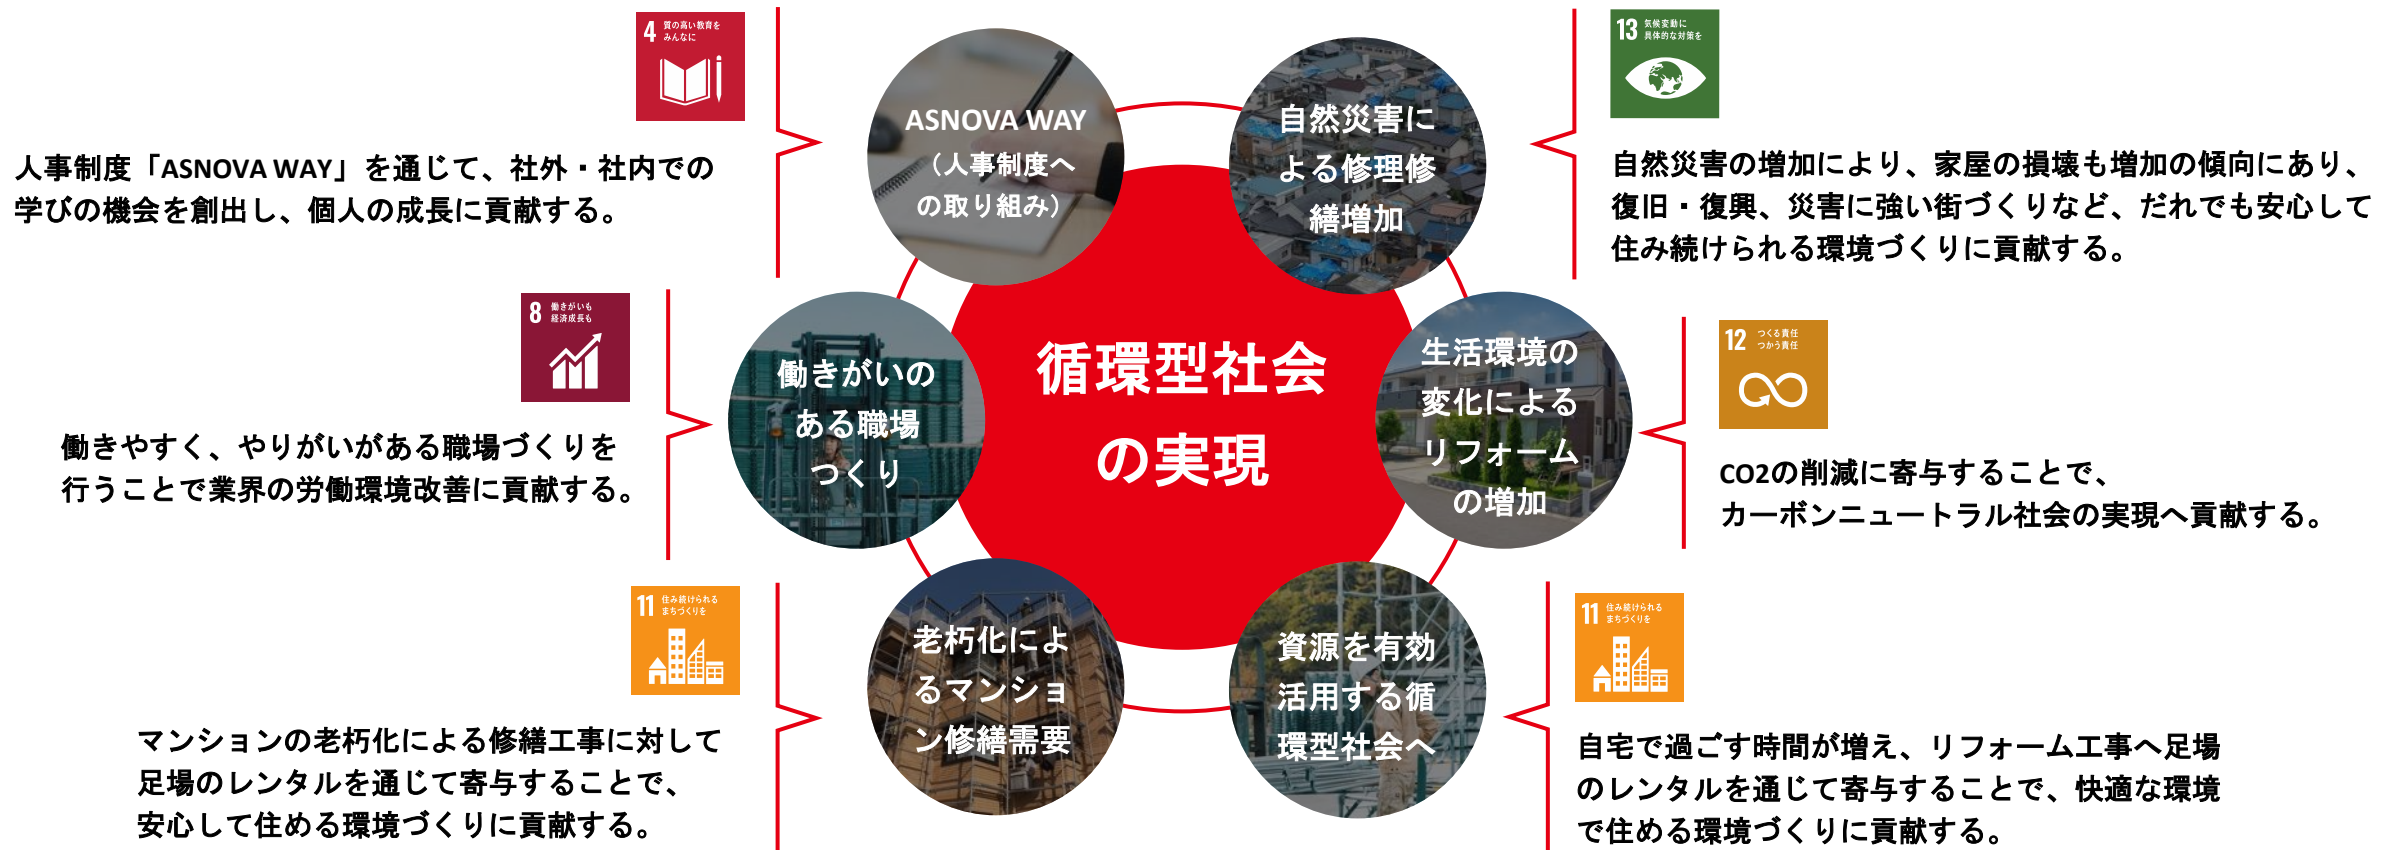 4 質の高い教育を
みんなに
人事制度「ASNOVA WAY」を通じて、社外・社内での
学びの機会を創出し、個人の成長に貢献する。
8 働きがいも
経済成長も
働きやすく、やりがいがある職場づくりを
行うことで業界の労働環境改善に貢献する。
11 住み続けられる
まちづくりを
マンションの老朽化による修繕工事に対して
足場のレンタルを通じて寄与することで、
安心して住める環境づくりに貢献する。
ASNOVA WAY
（人事制度へ
の取り組み）
自然災害に
よる修理修
繕増加
働きがいの
ある職場
つくり
循環型社会
の実現
生活環境の
変化による
リフォーム
の増加
老朽化によ
るマンショ
ン修繕需要
資源を有効
活用する循
環型社会へ
13 気候変動に
具体的な対策を
自然災害の増加により、家屋の損壊も増加の傾向にあり、
復旧・復興、災害に強い街づくりなど、だれでも安心して
住み続けられる環境づくりに貢献する。
12 つくる責任
つかう責任
CO2の削減に寄与することで、
カーボンニュートラル社会の実現へ貢献する。
11 住み続けられる
まちづくりを
自宅で過ごす時間が増え、リフォーム工事へ足場
のレンタルを通じて寄与することで、快適な環境
で住める環境づくりに貢献する。